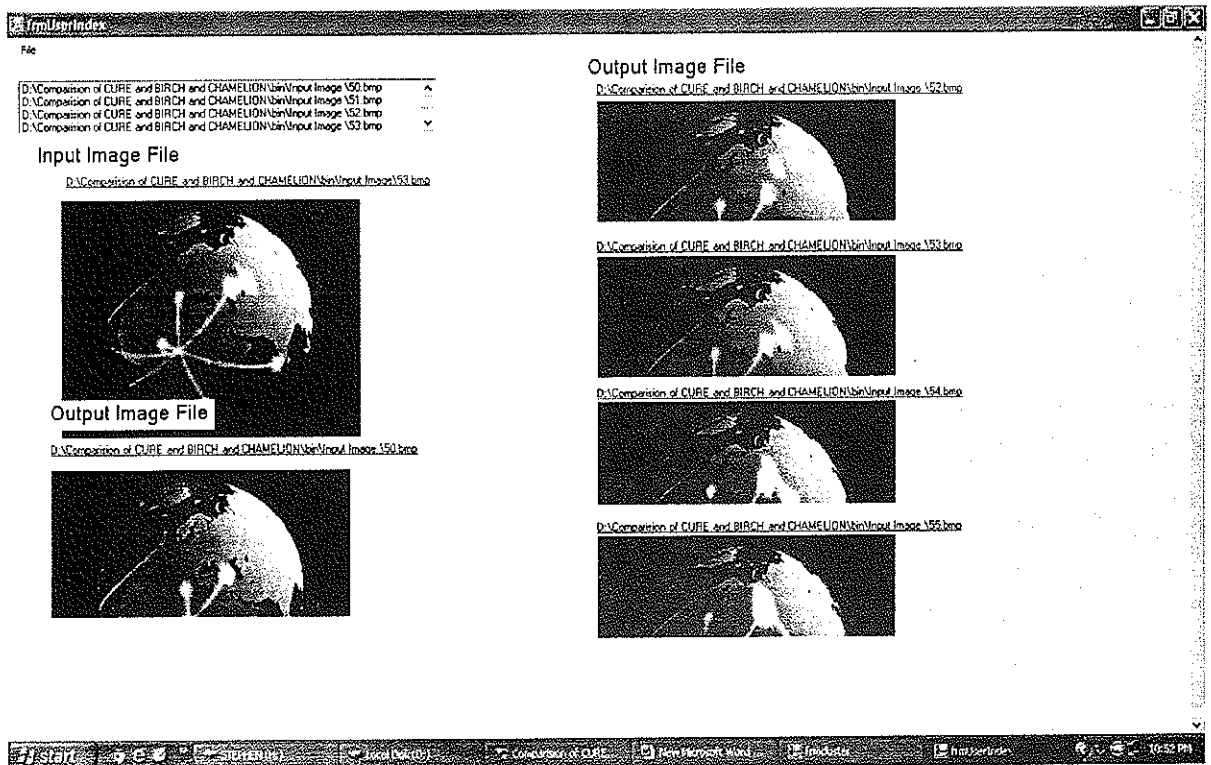 frmUserIndex
File
D:\Comparision of CURE and BIRCH and CHAMELION\bin\Input Image \50.bmp
D:\Comparision of CURE and BIRCH and CHAMELION\bin\Input Image \51.bmp
D:\Comparision of CURE and BIRCH and CHAMELION\bin\Input Image \52.bmp
D:\Comparision of CURE and BIRCH and CHAMELION\bin\Input Image \53.bmp
Input Image File
D:\Comparision of CURE and BIRCH and CHAMELION\bin\Input Image\53.bmp
Output Image File
D:\Comparision of CURE and BIRCH and CHAMELION\bin\Input Image \50.bmp
Output Image File
D:\Comparision of CURE and BIRCH and CHAMELION\bin\Input Image \52.bmp
D:\Comparision of CURE and BIRCH and CHAMELION\bin\Input Image \53.bmp
D:\Comparision of CURE and BIRCH and CHAMELION\bin\Input Image \54.bmp
D:\Comparision of CURE and BIRCH and CHAMELION\bin\Input Image \55.bmp
start
Local Disk (D:)
Comparision of CURE ...
New Microsoft Word ...
frmcluster
frmUserIndex
10:52 PM